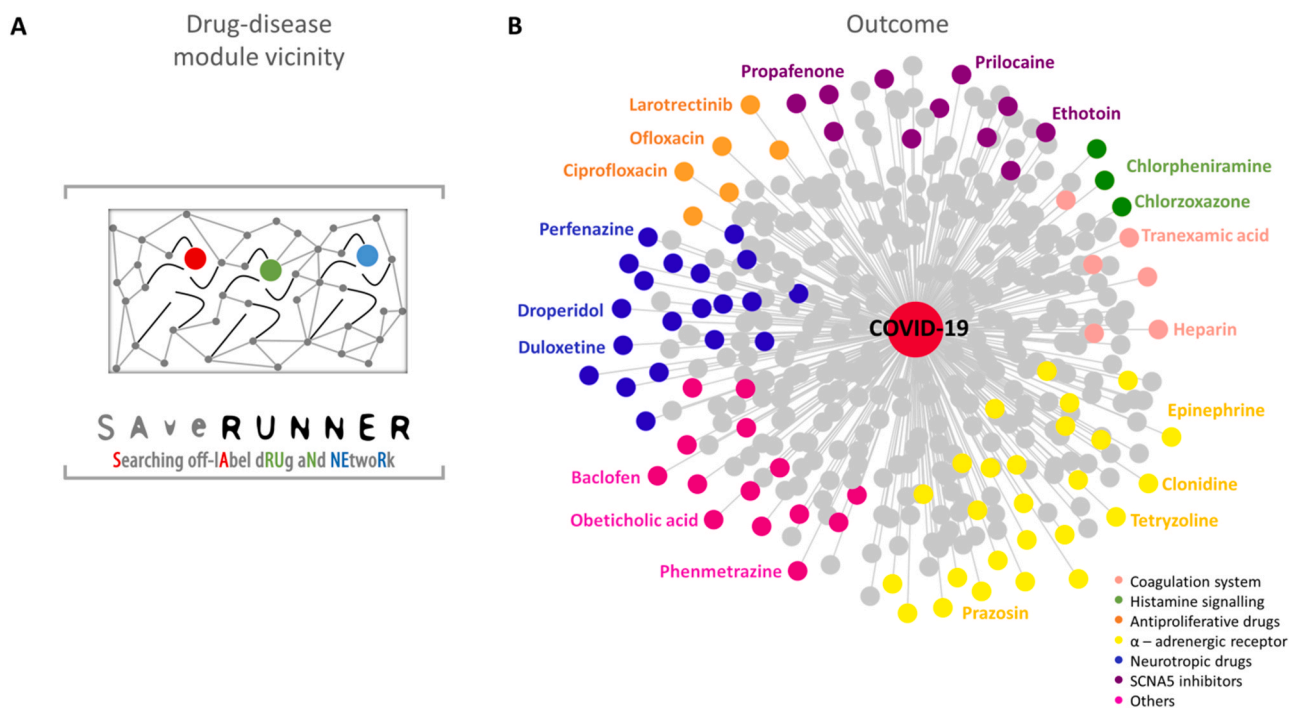 A
Drug-disease
module vicinity
SAveRUNNER
Searching off-lAbel dRUg aNd NEtwoRk
B
Outcome
Propafenone
Prilocaine
Larotrectinib
Ethotoin
Ofloxacin
Ciprofloxacin
Chlorpheniramine
Chlorzoxazone
Perfenazine
Tranexamic acid
Droperidol
COVID-19
Heparin
Duloxetine
Epinephrine
Baclofen
Clonidine
Obeticholic acid
Tetryzoline
Phenmetrazine
Prazosin
Coagulation system
Histamine signalling
Antiproliferative drugs
α – adrenergic receptor
Neurotropic drugs
SCNA5 inhibitors
Others